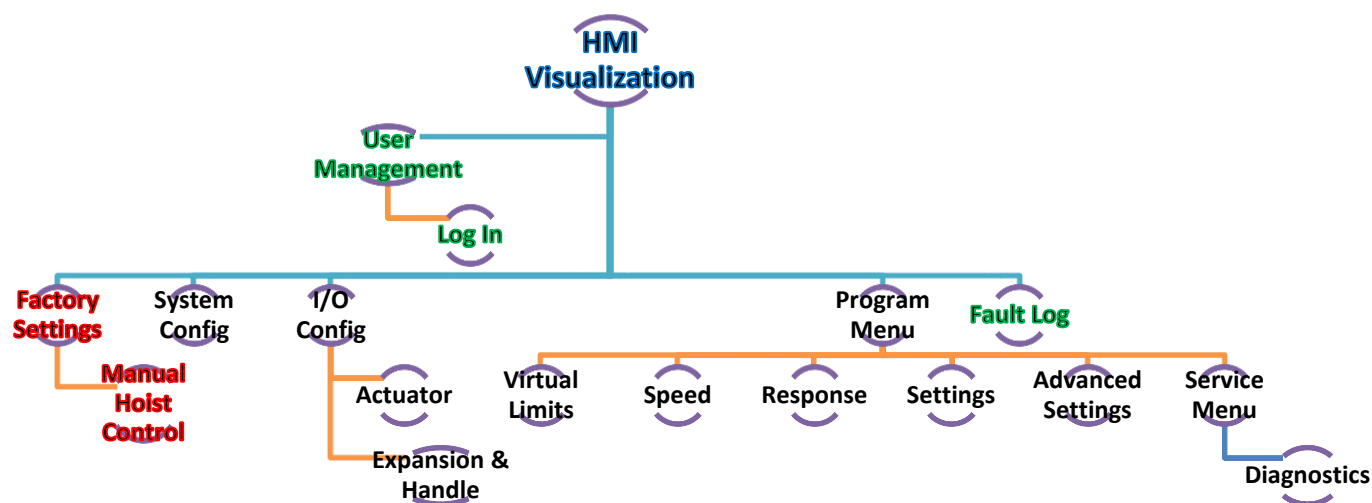 HMI
Visualization
User
Management
Log In
Factory
Settings
System
Config
I/O
Config
Program
Menu
Fault Log
Manual
Hoist
Control
Actuator
Expansion &
Handle
Virtual
Limits
Speed
Response
Settings
Advanced
Settings
Service
Menu
Diagnostics